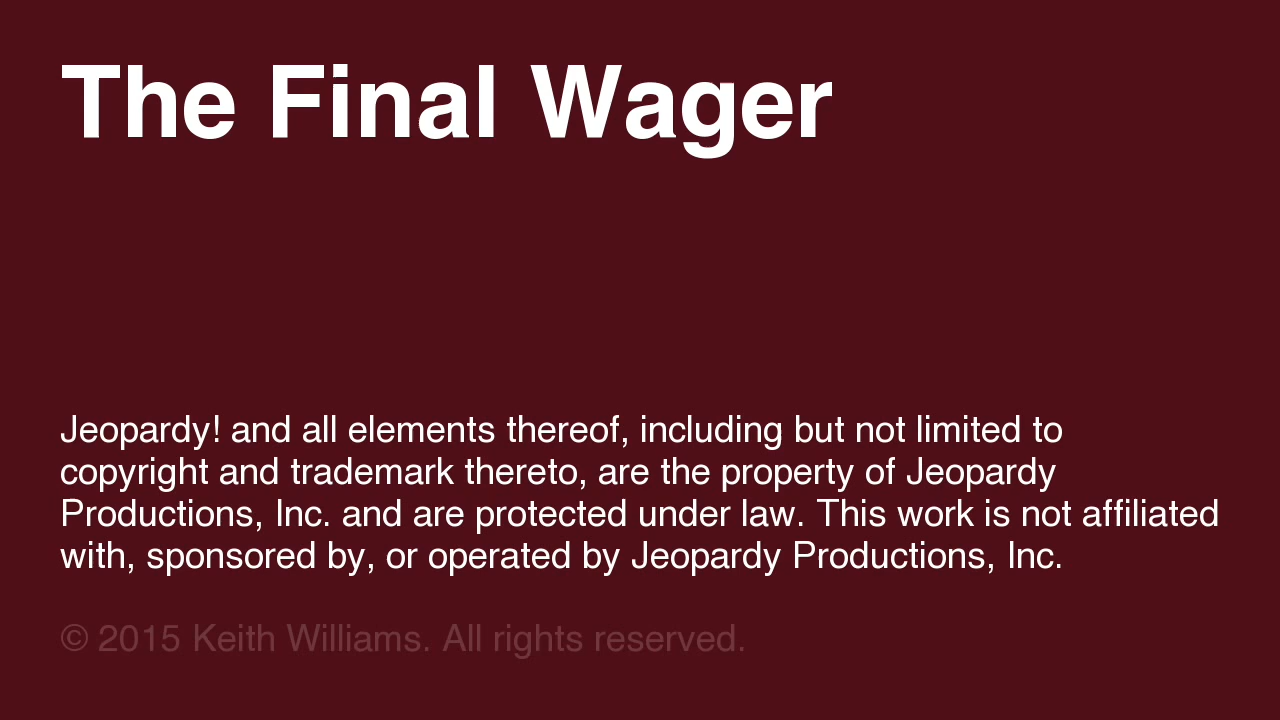 The Final Wager
Jeopardy! and all elements thereof, including but not limited to
copyright and trademark thereto, are the property of Jeopardy
Productions, Inc. and are protected under law. This work is not affiliated
with, sponsored by, or operated by Jeopardy Productions, Inc.
© 2015 Keith Williams. All rights reserved.